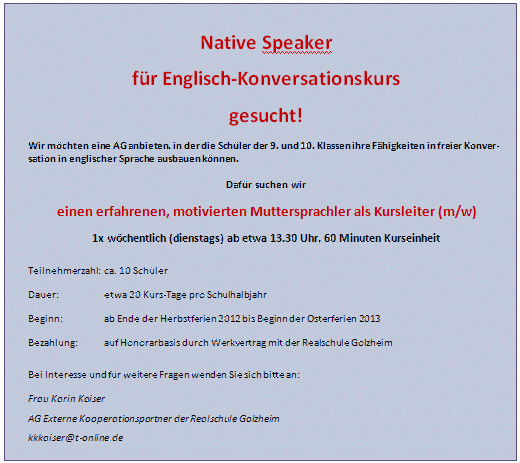 Native Speaker
für Englisch-Konversationskurs
gesucht!
Wir möchten eine AG anbieten, in der die Schüler der 9. und 10. Klassen ihre Fähigkeiten in freier Konver-
sation in englischer Sprache ausbauen können.
Dafür suchen wir
einen erfahrenen, motivierten Muttersprachler als Kursleiter (m/w)
1x wöchentlich (dienstags) ab etwa 13.30 Uhr, 60 Minuten Kurseinheit
Teilnehmerzahl: ca. 10 Schüler
Dauer: etwa 20 Kurs-Tage pro Schulhalbjahr
Beginn: ab Ende der Herbstferien 2012 bis Beginn der Osterferien 2013
Bezahlung: auf Honorarbasis durch Werkvertrag mit der Realschule Golzheim
Bei Interesse und für weitere Fragen wenden Sie sich bitte an:
Frau Karin Kaiser
AG Externe Kooperationspartner der Realschule Golzheim
kkkaiser@t-online.de